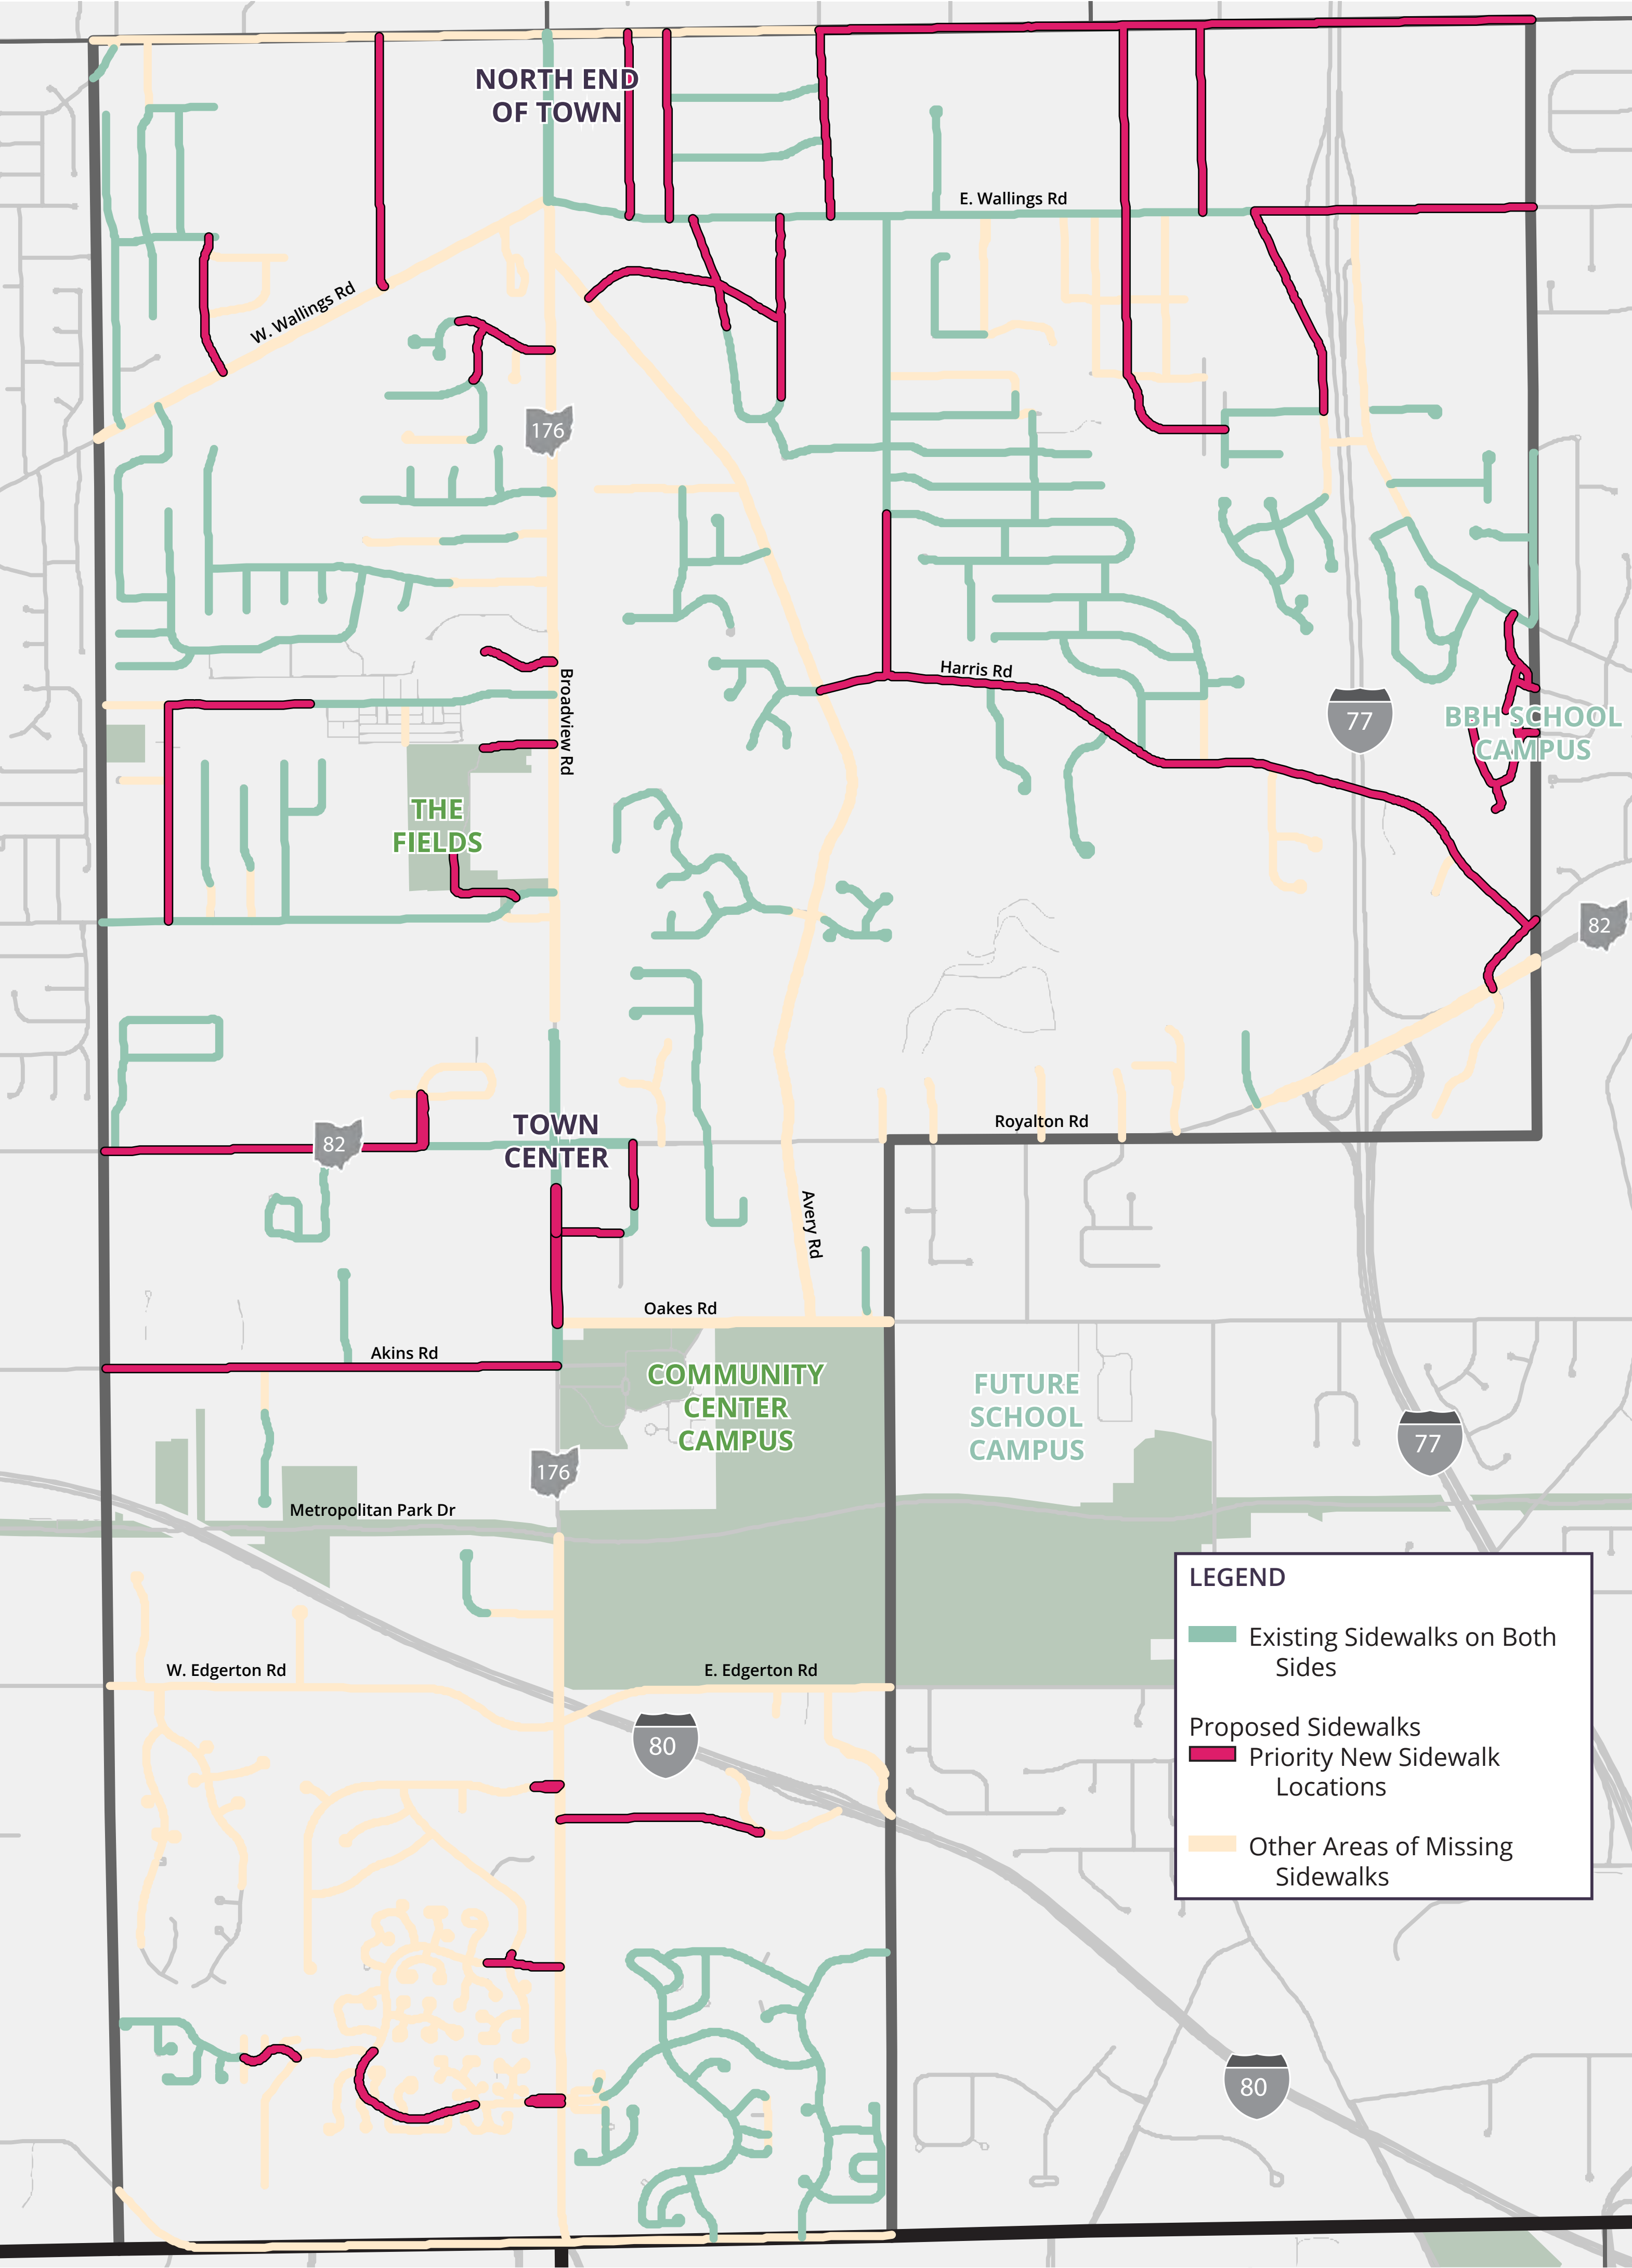 NORTH END
OF TOWN
E. Wallings Rd
W. Wallings Rd
176
Broadview Rd
Harris Rd
77
BBH SCHOOL
CAMPUS
THE
FIELDS
82
TOWN
CENTER
Royalton Rd
82
Avery Rd
Oakes Rd
Akins Rd
COMMUNITY
CENTER
CAMPUS
FUTURE
SCHOOL
CAMPUS
77
176
Metropolitan Park Dr
LEGEND
Existing Sidewalks on Both
Sides
Proposed Sidewalks
Priority New Sidewalk
Locations
Other Areas of Missing
Sidewalks
W. Edgerton Rd
E. Edgerton Rd
80
80